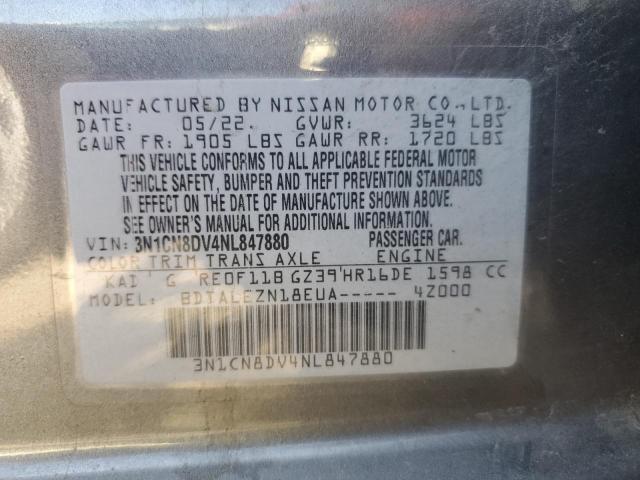 MANUFACTURED BY NISSAN MOTOR CO., LTD.
DATE: 05/22. GVWR: 3624 LBS
GAWR FR: 1905 LBS GAWR RR: 1720 LBS
THIS VEHICLE CONFORMS TO ALL APPLICABLE FEDERAL MOTOR
VEHICLE SAFETY, BUMPER AND THEFT PREVENTION STANDARDS
IN EFFECT ON THE DATE OF MANUFACTURE SHOWN ABOVE.
SEE OWNER'S MANUAL FOR ADDITIONAL INFORMATION.
VIN: 3N1CN8DV4NL847880 PASSENGER CAR.
COLOR TRIM TRANS AXLE ENGINE
KAD G RE0F11B GZ39 HR16DE 1598 CC
MODEL: BDTALEZN18EUA----- 4Z000
3N1CN8DV4NL847880